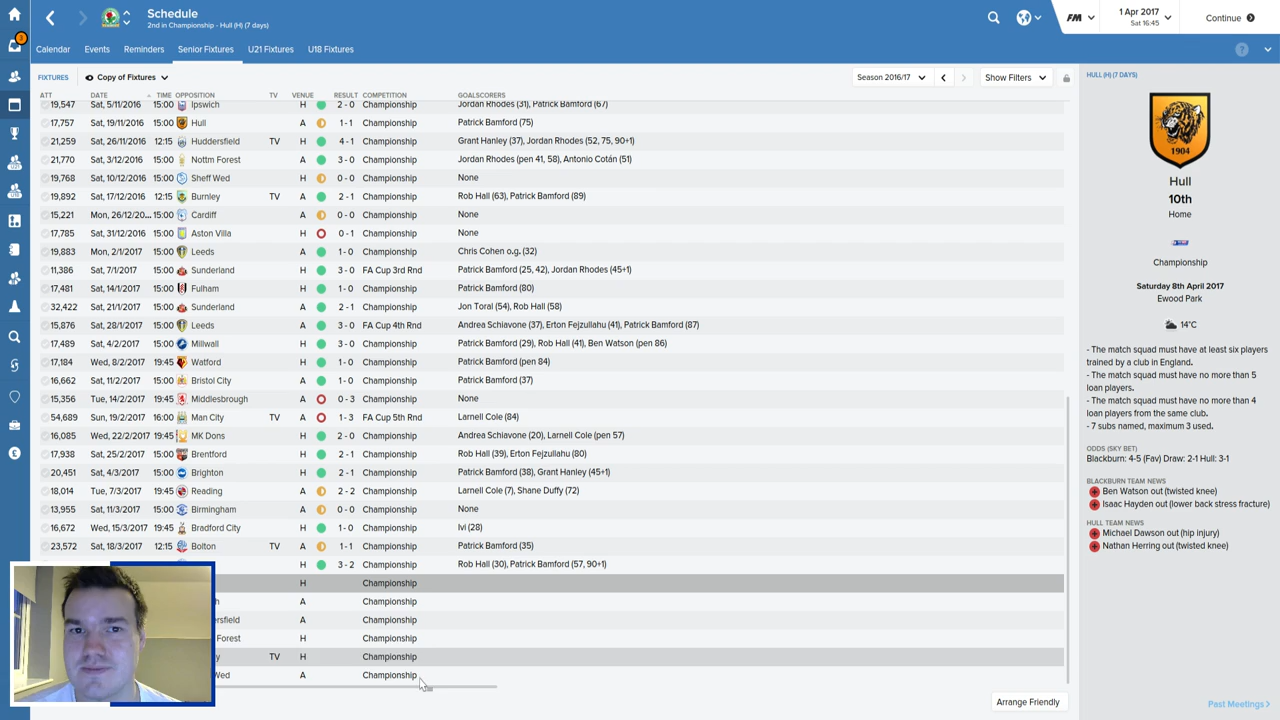 Schedule
2nd in Championship - Hull (H) (7 days)
FM
1 Apr 2017
Sat 16:45
Continue
3
Calendar Events Reminders Senior Fixtures U21 Fixtures U18 Fixtures
FIXTURES Copy of Fixtures Season 2016/17 Show Filters
ATT DATE TIME OPPOSITION TV VENUE RESULT COMPETITION GOALSCORERS
19,547 Sat, 5/11/2016 15:00 Ipswich H 2 - 0 Championship Jordan Rhodes (31), Patrick Bamford (67)
17,757 Sat, 19/11/2016 15:00 Hull A 1 - 1 Championship Patrick Bamford (75)
21,259 Sat, 26/11/2016 12:15 Huddersfield TV H 4 - 1 Championship Grant Hanley (37), Jordan Rhodes (52, 75, 90+1)
21,770 Sat, 3/12/2016 15:00 Nottm Forest A 3 - 0 Championship Jordan Rhodes (pen 41, 58), Antonio Cotán (51)
19,768 Sat, 10/12/2016 15:00 Sheff Wed H 0 - 0 Championship None
19,892 Sat, 17/12/2016 12:15 Burnley TV A 2 - 1 Championship Rob Hall (63), Patrick Bamford (89)
15,221 Mon, 26/12/20... 15:00 Cardiff A 0 - 0 Championship None
17,785 Sat, 31/12/2016 15:00 Aston Villa H 0 - 1 Championship None
19,883 Mon, 2/1/2017 15:00 Leeds A 1 - 0 Championship Chris Cohen o.g. (32)
11,386 Sat, 7/1/2017 15:00 Sunderland H 3 - 0 FA Cup 3rd Rnd Patrick Bamford (25, 42), Jordan Rhodes (45+1)
17,481 Sat, 14/1/2017 15:00 Fulham H 1 - 0 Championship Patrick Bamford (80)
32,422 Sat, 21/1/2017 15:00 Sunderland A 2 - 1 Championship Jon Toral (54), Rob Hall (58)
15,876 Sat, 28/1/2017 15:00 Leeds A 3 - 0 FA Cup 4th Rnd Andrea Schiavone (37), Erton Fejzullahu (41), Patrick Bamford (87)
17,489 Sat, 4/2/2017 15:00 Millwall H 3 - 0 Championship Patrick Bamford (29), Rob Hall (41), Ben Watson (pen 86)
17,184 Wed, 8/2/2017 19:45 Watford H 1 - 0 Championship Patrick Bamford (pen 84)
16,662 Sat, 11/2/2017 15:00 Bristol City A 1 - 0 Championship Patrick Bamford (37)
15,356 Tue, 14/2/2017 19:45 Middlesbrough A 0 - 3 Championship None
54,689 Sun, 19/2/2017 16:00 Man City TV A 1 - 3 FA Cup 5th Rnd Larnell Cole (84)
16,085 Wed, 22/2/2017 19:45 MK Dons H 2 - 0 Championship Andrea Schiavone (20), Larnell Cole (pen 57)
17,938 Sat, 25/2/2017 15:00 Brentford H 2 - 1 Championship Rob Hall (39), Erton Fejzullahu (80)
20,451 Sat, 4/3/2017 15:00 Brighton H 2 - 1 Championship Patrick Bamford (38), Grant Hanley (45+1)
18,014 Tue, 7/3/2017 19:45 Reading A 2 - 2 Championship Larnell Cole (7), Shane Duffy (72)
13,955 Sat, 11/3/2017 15:00 Birmingham A 0 - 0 Championship None
16,672 Wed, 15/3/2017 19:45 Bradford City H 1 - 0 Championship Ivi (28)
23,572 Sat, 18/3/2017 12:15 Bolton TV A 1 - 1 Championship Patrick Bamford (35)
H 3 - 2 Championship Rob Hall (30), Patrick Bamford (57, 90+1)
H Championship
h A Championship
ersfield A Championship
Forest H Championship
y TV H Championship
Wed A Championship
Arrange Friendly
HULL (H) (7 DAYS)
1904
Hull
10th
Home
Championship
Saturday 8th April 2017
Ewood Park
14°C
- The match squad must have at least six players
trained by a club in England.
- The match squad must have no more than 5
loan players.
- The match squad must have no more than 4
loan players from the same club.
- 7 subs named, maximum 3 used.
ODDS (SKY BET)
Blackburn: 4-5 (Fav) Draw: 2-1 Hull: 3-1
BLACKBURN TEAM NEWS
Ben Watson out (twisted knee)
Isaac Hayden out (lower back stress fracture)
HULL TEAM NEWS
Michael Dawson out (hip injury)
Nathan Herring out (twisted knee)
Past Meetings >